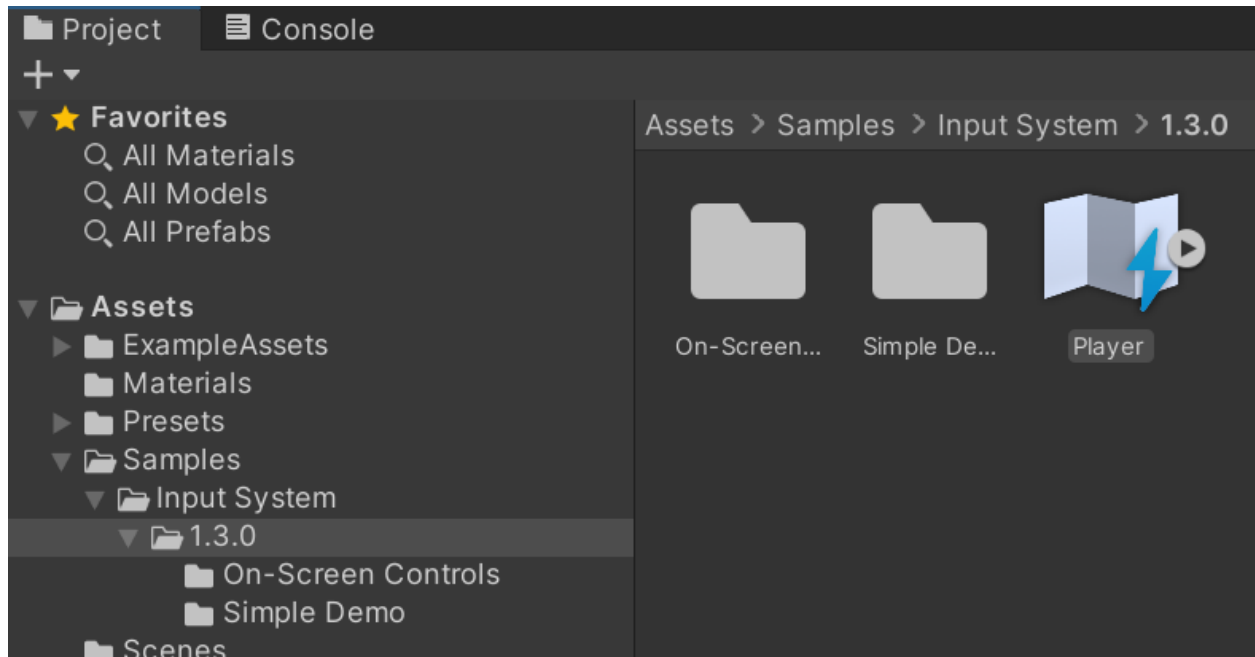 Project Console
Favorites
All Materials
All Models
All Prefabs
Assets
ExampleAssets
Materials
Presets
Samples
Input System
1.3.0
On-Screen Controls
Simple Demo
Scenes
Assets > Samples > Input System > 1.3.0
On-Screen...
Simple De...
Player